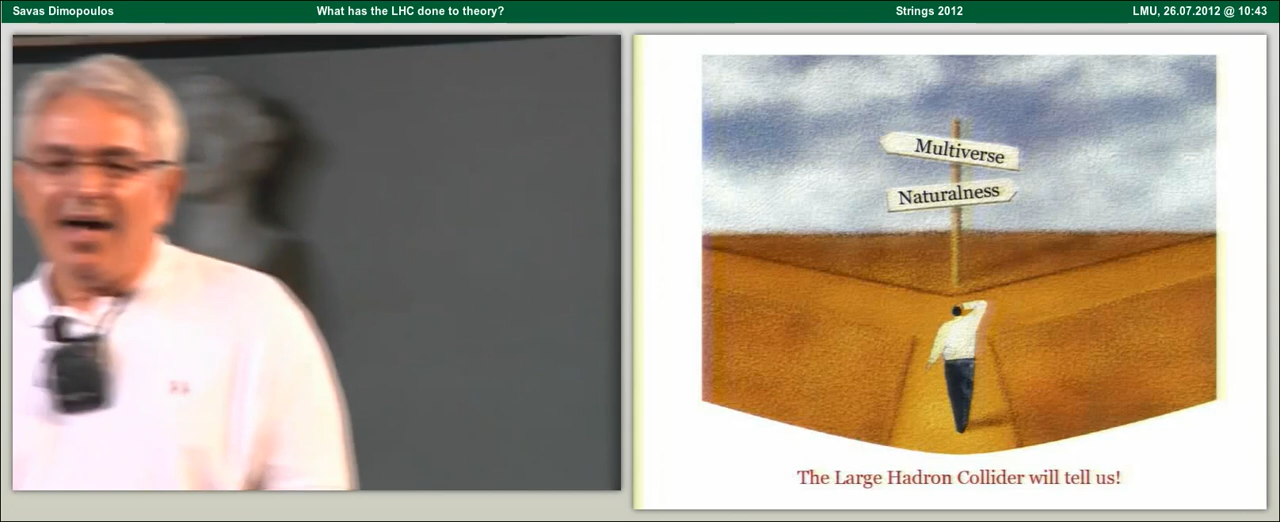 Savas Dimopoulos What has the LHC done to theory? Strings 2012 LMU, 26.07.2012 @ 10:43
Multiverse
Naturalness
The Large Hadron Collider will tell us!